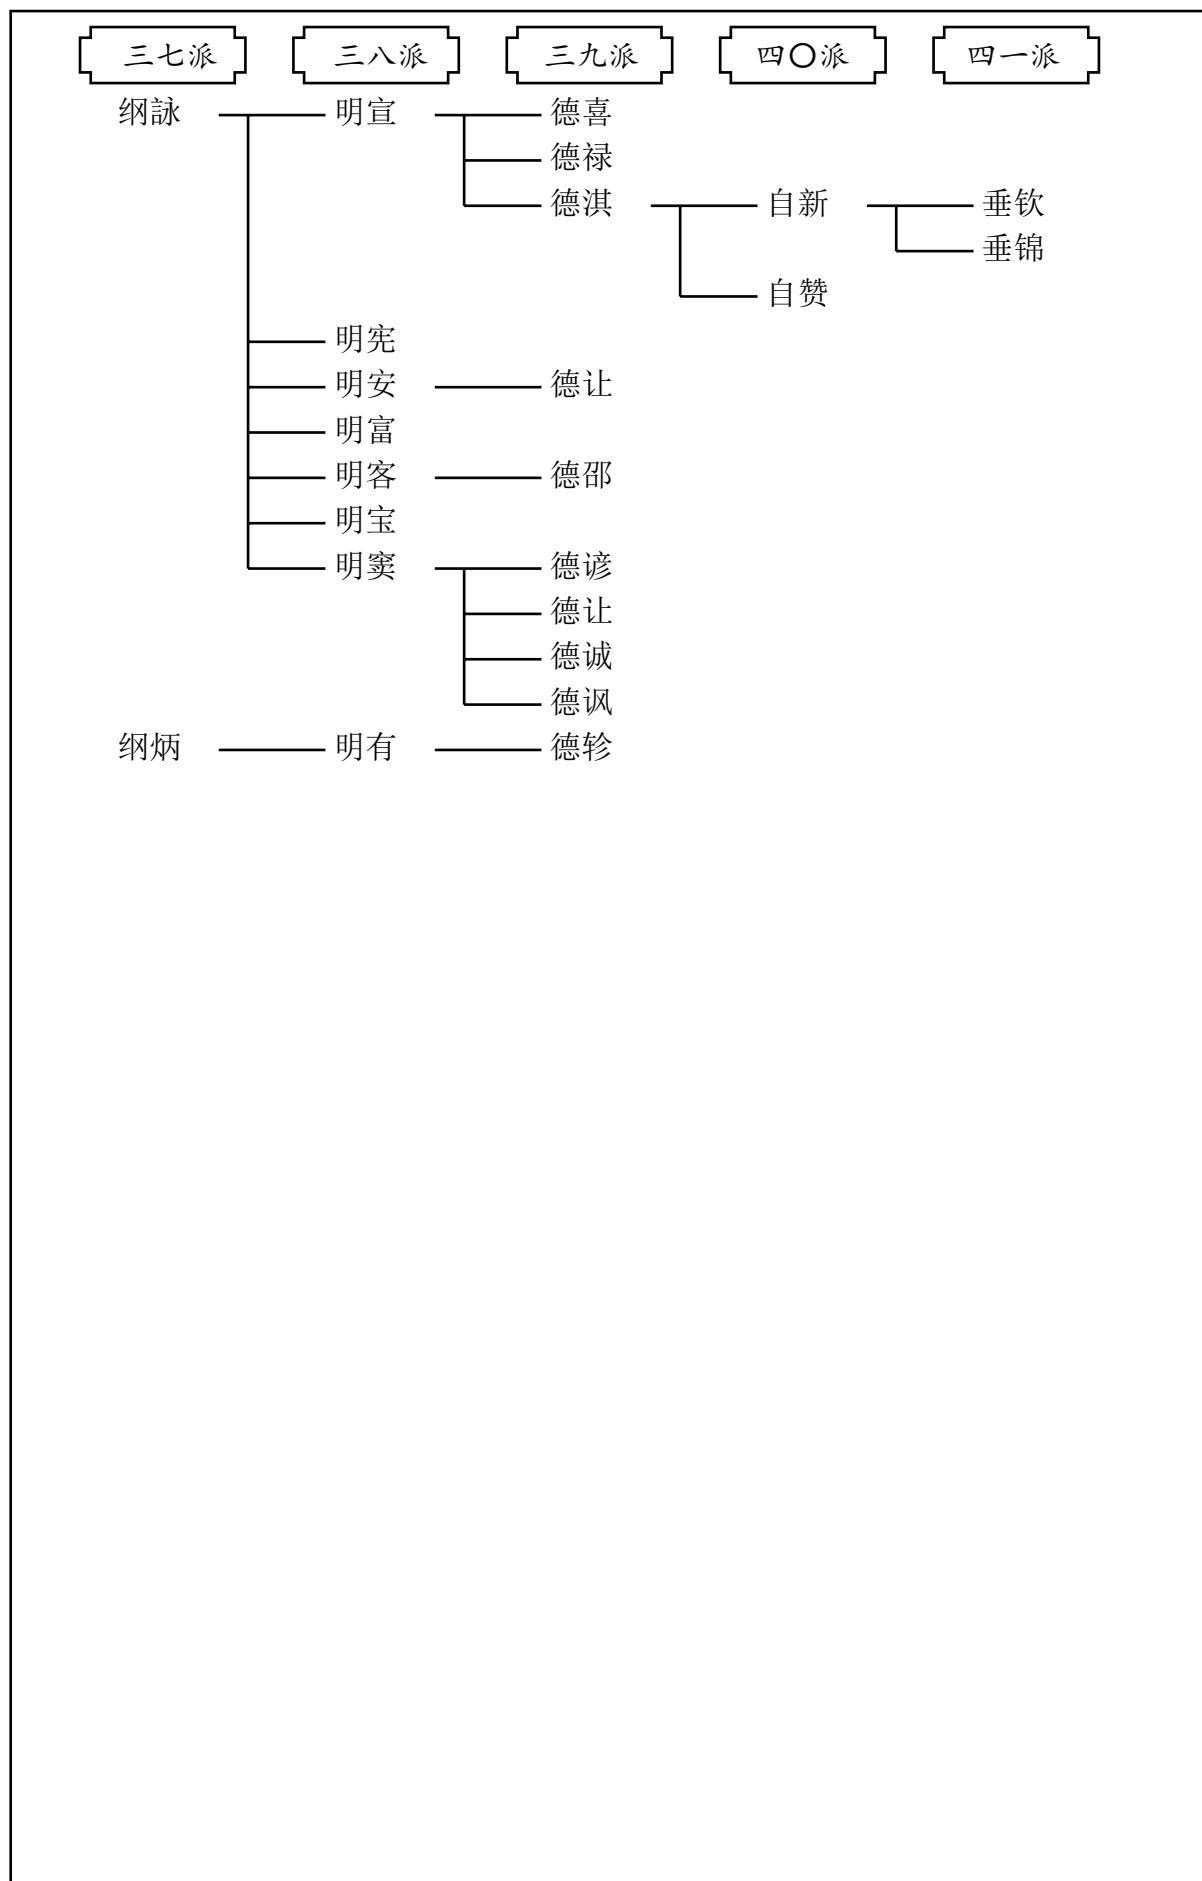 三七派 三八派 三九派 四〇派 四一派
纲詠 明宣 德喜
德禄
德淇 自新 垂钦
垂锦
自赞
明宪
明安 德让
明富
明客 德邵
明宝
明窦 德谚
德让
德诚
德讽
纲炳 明有 德轸